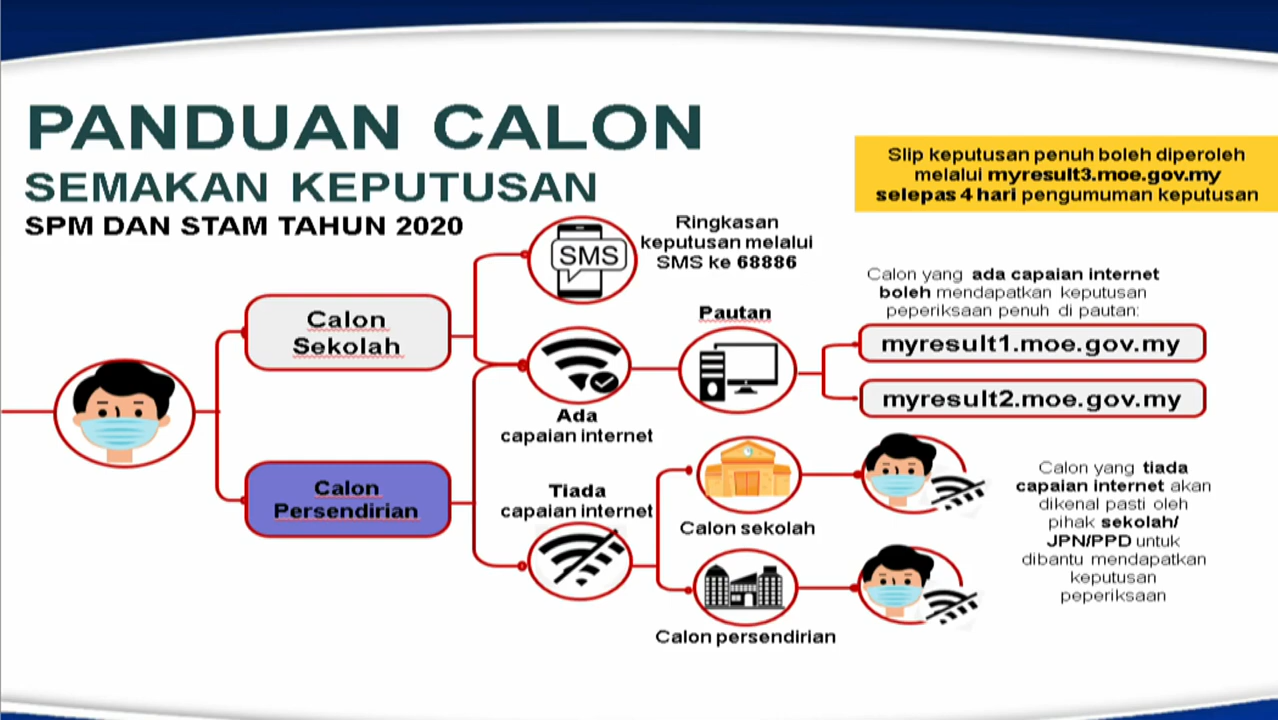 PANDUAN CALON
SEMAKAN KEPUTUSAN
SPM DAN STAM TAHUN 2020
Slip keputusan penuh boleh diperoleh
melalui myresult3.moe.gov.my
selepas 4 hari pengumuman keputusan
SMS
Ringkasan
keputusan melalui
SMS ke 68886
Calon
Sekolah
Calon
Persendirian
Ada
capaian internet
Pautan
Calon yang ada capaian internet
boleh mendapatkan keputusan
peperiksaan penuh di pautan:
myresult1.moe.gov.my
myresult2.moe.gov.my
Tiada
capaian internet
Calon sekolah
Calon persendirian
Calon yang tiada
capaian internet akan
dikenal pasti oleh
pihak sekolah/
JPN/PPD untuk
dibantu mendapatkan
keputusan
peperiksaan